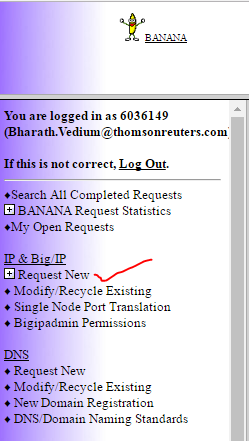 BANANA
You are logged in as 6036149
(Bharath.Vedium@thomsonreuters.com)
If this is not correct, Log Out.
♦Search All Completed Requests
BANANA Request Statistics
♦My Open Requests
IP & Big/IP
Request New
♦ Modify/Recycle Existing
♦ Single Node Port Translation
♦ Bigipadmin Permissions
DNS
♦ Request New
♦ Modify/Recycle Existing
♦ New Domain Registration
♦ DNS/Domain Naming Standards